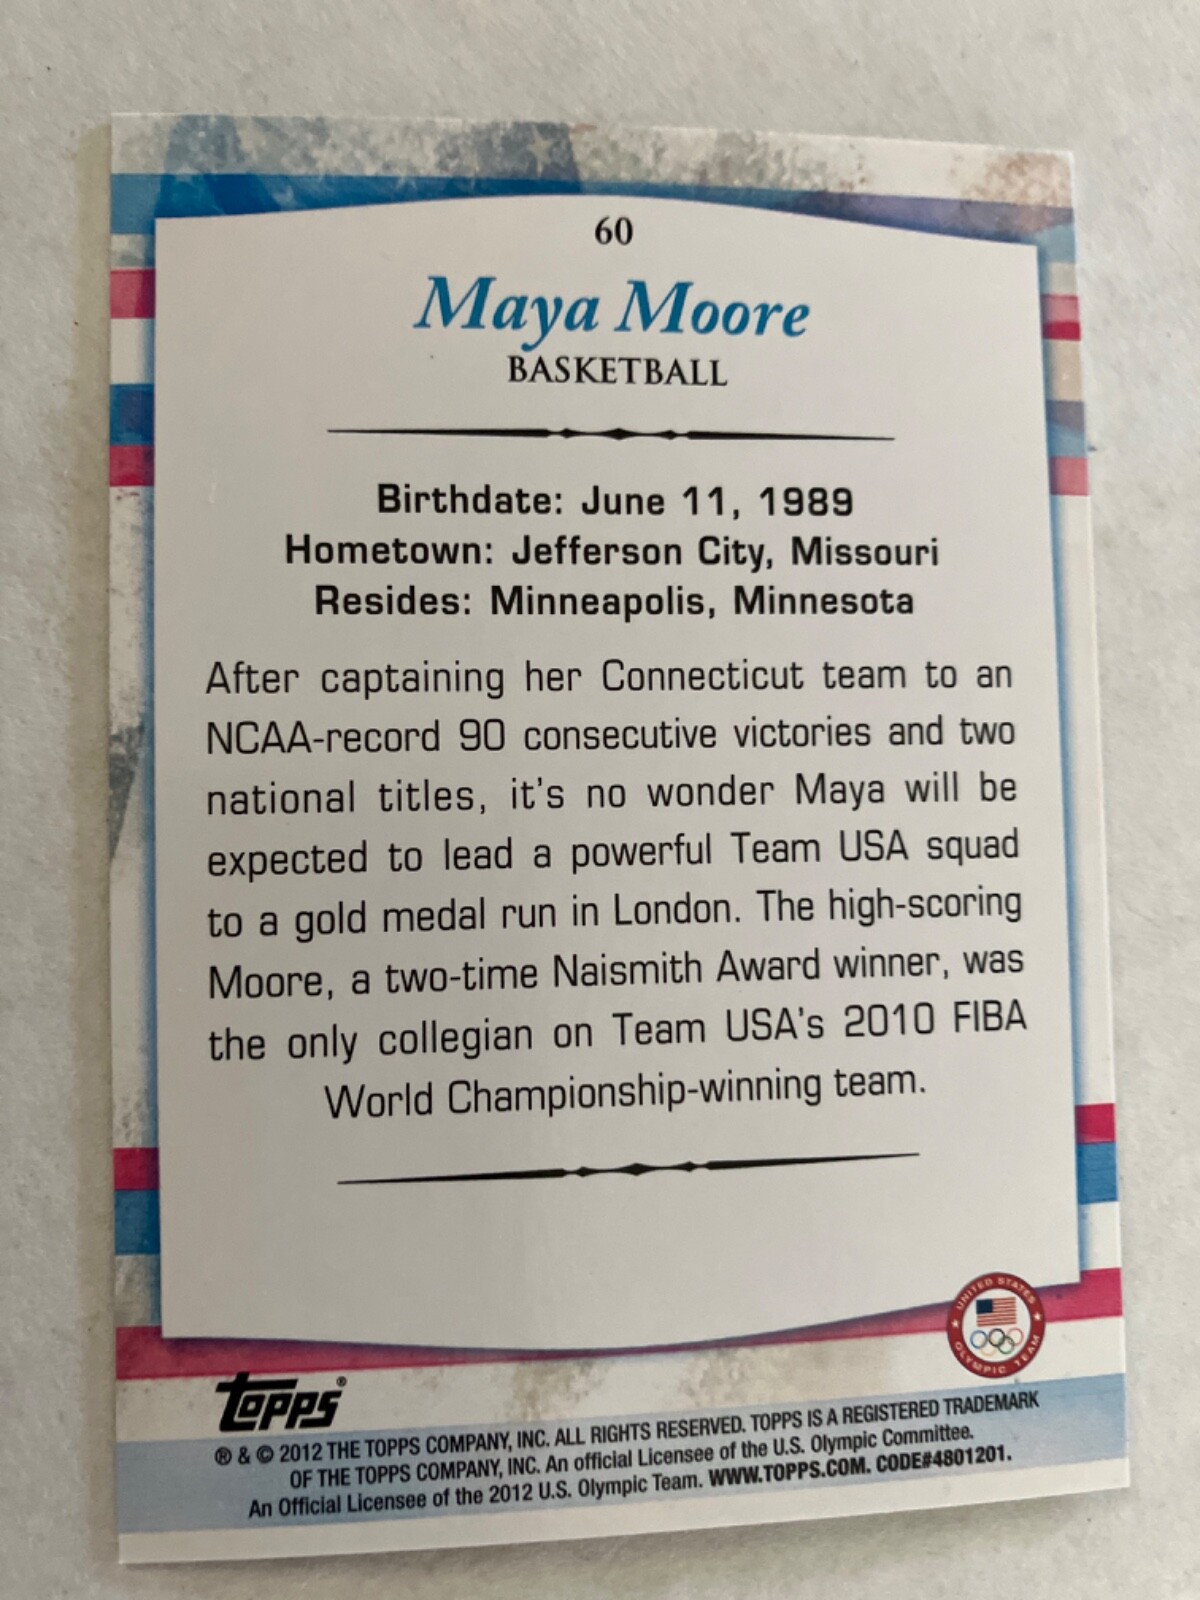 60
Maya Moore
BASKETBALL
Birthdate: June 11, 1989
Hometown: Jefferson City, Missouri
Resides: Minneapolis, Minnesota
After captaining her Connecticut team to an
NCAA-record 90 consecutive victories and two
national titles, it's no wonder Maya will be
expected to lead a powerful Team USA squad
to a gold medal run in London. The high-scoring
Moore, a two-time Naismith Award winner, was
the only collegian on Team USA's 2010 FIBA
World Championship-winning team.
UNITED STATES
OLYMPIC TEAM
TOPPS®
® & © 2012 THE TOPPS COMPANY, INC. ALL RIGHTS RESERVED. TOPPS IS A REGISTERED TRADEMARK
OF THE TOPPS COMPANY, INC. An official Licensee of the U.S. Olympic Committee.
An Official Licensee of the 2012 U.S. Olympic Team. WWW.TOPPS.COM. CODE#4801201.